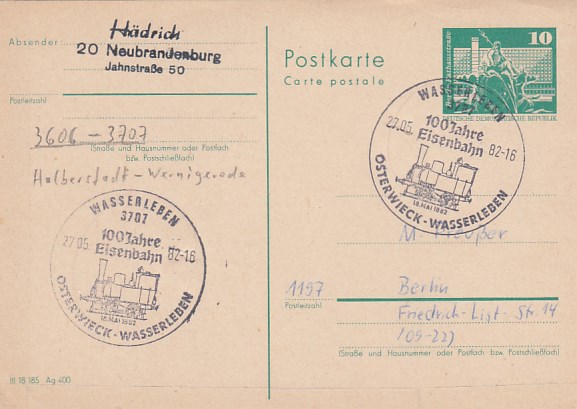 Absender:
Hädrich
20 Neubrandenburg
Jahnstraße 50
Postleitzahl
3606 - 3707
(Straße und Hausnummer oder Postfach
bzw. Postschließfach)
Halberstadt - Wernigerode
WASSERLEBEN
3707
100 Jahre
Eisenbahn
27.05. 82-16
18.MAI 1882
OSTERWIECK-WASSERLEBEN
III 18 185 Ag 400
Postkarte
Carte postale
10
DEUTSCHE DEMOKRATISCHE REPUBLIK
WASSERLEBEN
3707
100 Jahre
Eisenbahn
27.05. 82-16
18.MAI 1882
OSTERWIECK-WASSERLEBEN
M.
1197 Berlin
Postleitzahl
Friedrich-Ligt-Str. 14
(Straße und Hausnummer oder Postfach bzw. Postschließfach)